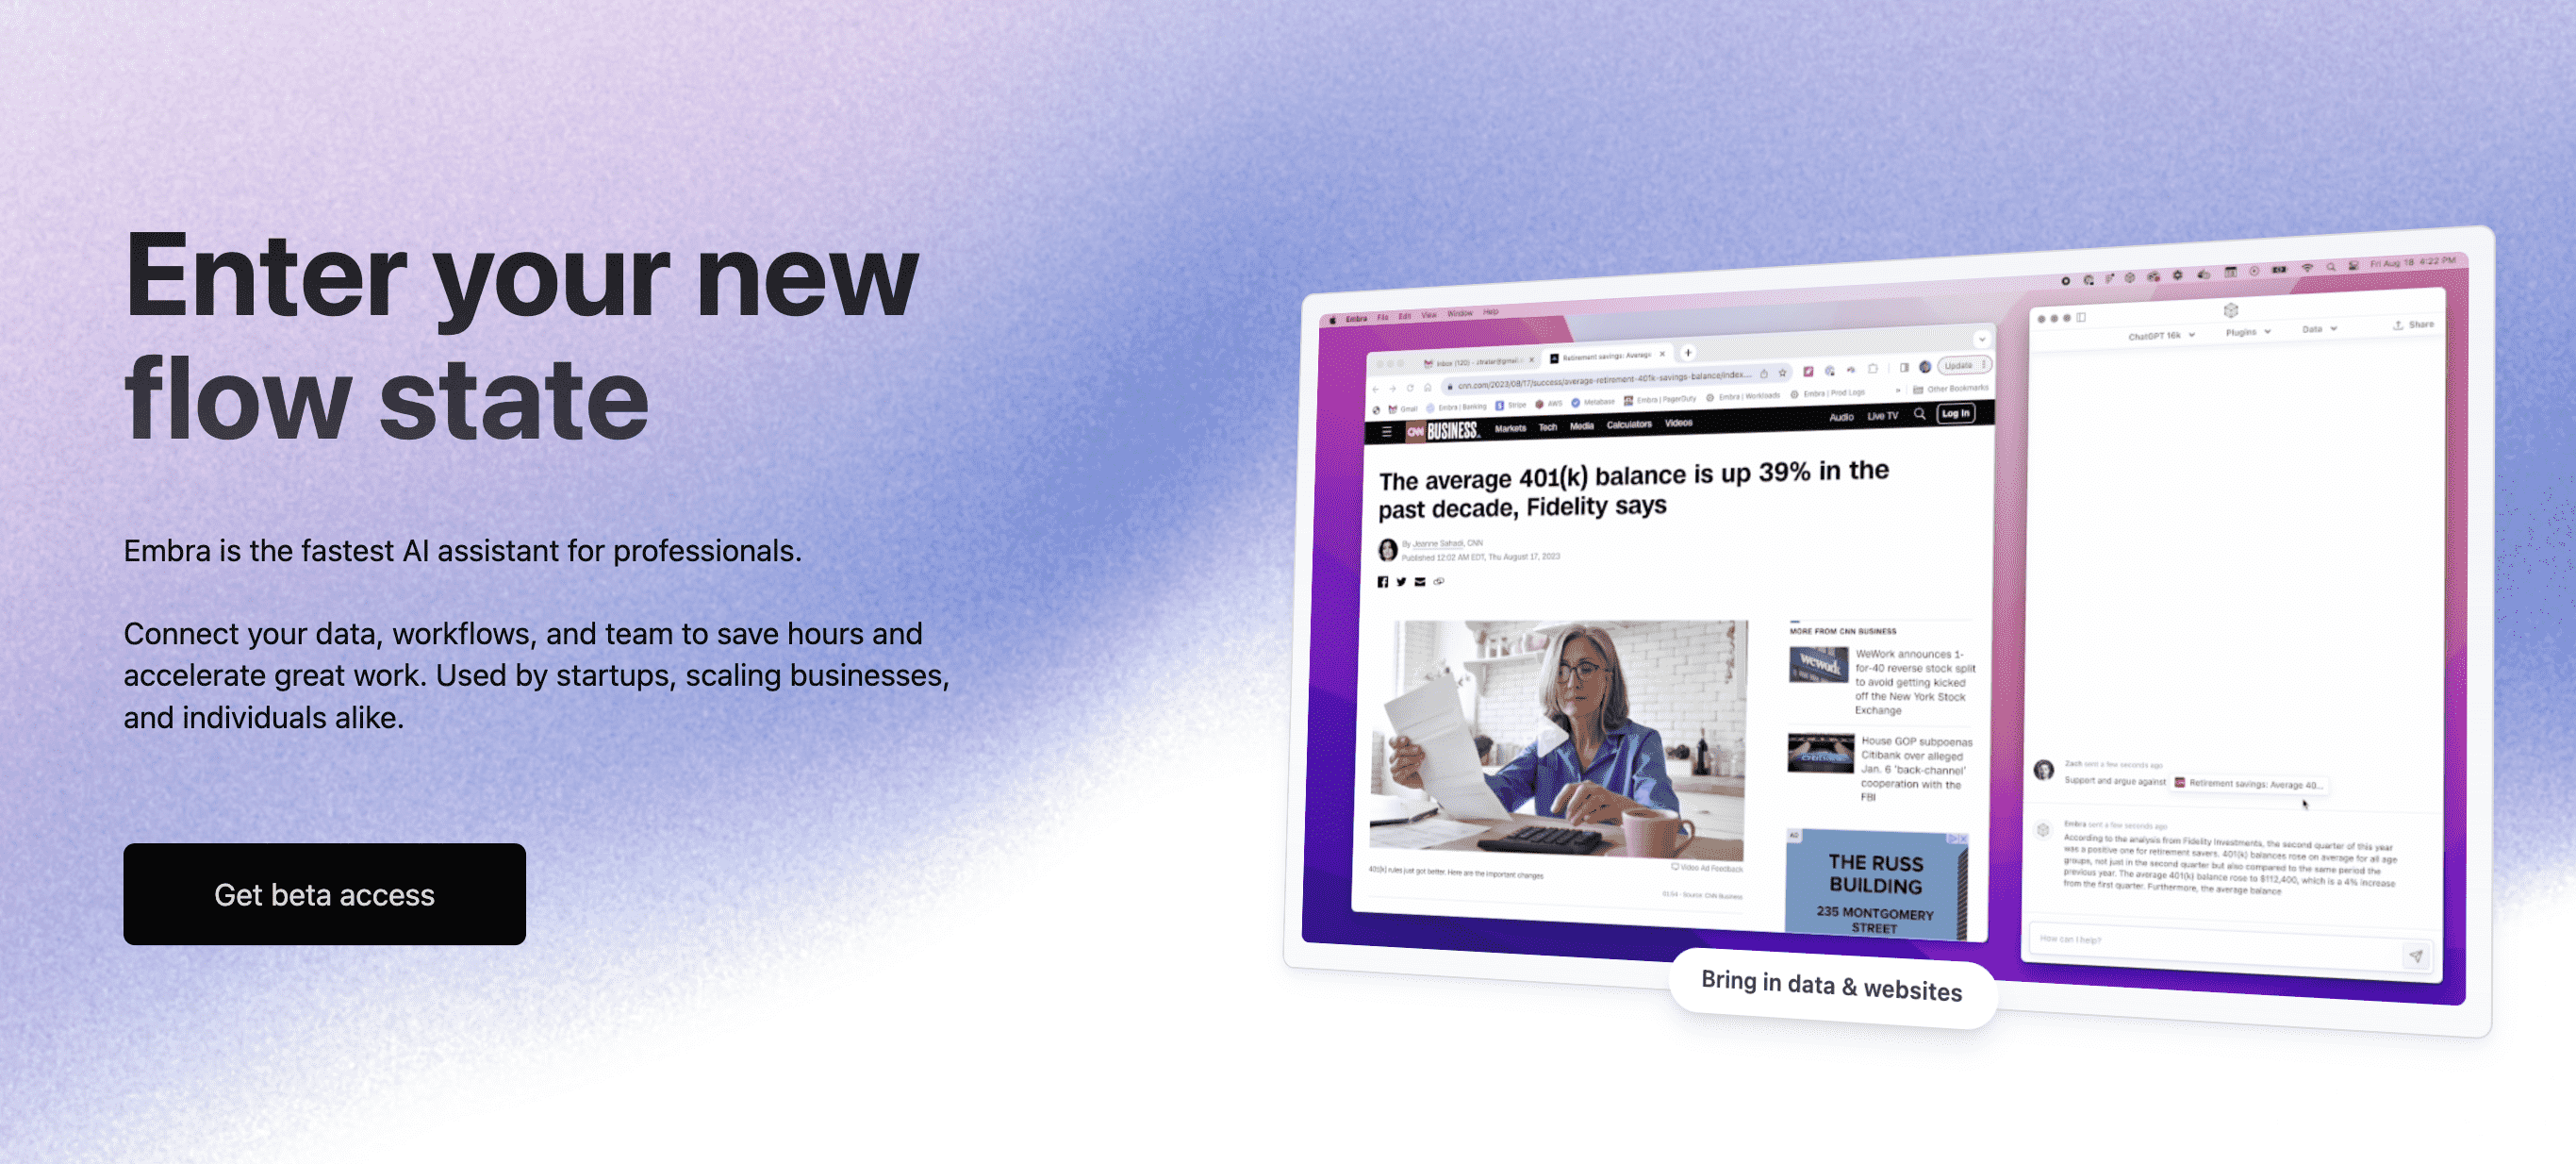 Enter your new
flow state
Embra is the fastest AI assistant for professionals.
Connect your data, workflows, and team to save hours and
accelerate great work. Used by startups, scaling businesses,
and individuals alike.
Get beta access
Embra File Edit View Window Help
Fri Aug 18 4:22 PM
Retirement savings: Average
Update
cnn.com/2023/08/17/success/average-retirement-401k-savings-balance/index....
Gmail Embra | Banking Stripe AWS Metabase Embra | PagerDuty Embra | Workloads Embra | Prod Logs » Other Bookmarks
CNN BUSINESS Markets Tech Media Calculators Videos Audio Live TV Log In
The average 401(k) balance is up 39% in the
past decade, Fidelity says
By Jeanne Sahadi, CNN
Published 12:02 AM EDT, Thu August 17, 2023
MORE FROM CNN BUSINESS
wework
WeWork announces 1-
for-40 reverse stock split
to avoid getting kicked
off the New York Stock
Exchange
House GOP subpoenas
Citibank over alleged
Jan. 6 'back-channel'
cooperation with the
FBI
Video Ad Feedback
401(k) rules just got better. Here are the important changes
01:54 - Source: CNN Business
AD
THE RUSS
BUILDING
235 MONTGOMERY
STREET
ChatGPT 16k Plugins Data Share
Zach sent a few seconds ago
Support and argue against Retirement savings: Average 40...
Embra sent a few seconds ago
According to the analysis from Fidelity Investments, the second quarter of this year
was a positive one for retirement savers. 401(k) balances rose on average for all age
groups, not just in the second quarter but also compared to the same period the
previous year. The average 401(k) balance rose to $112,400, which is a 4% increase
from the first quarter. Furthermore, the average balance
How can I help?
Bring in data & websites